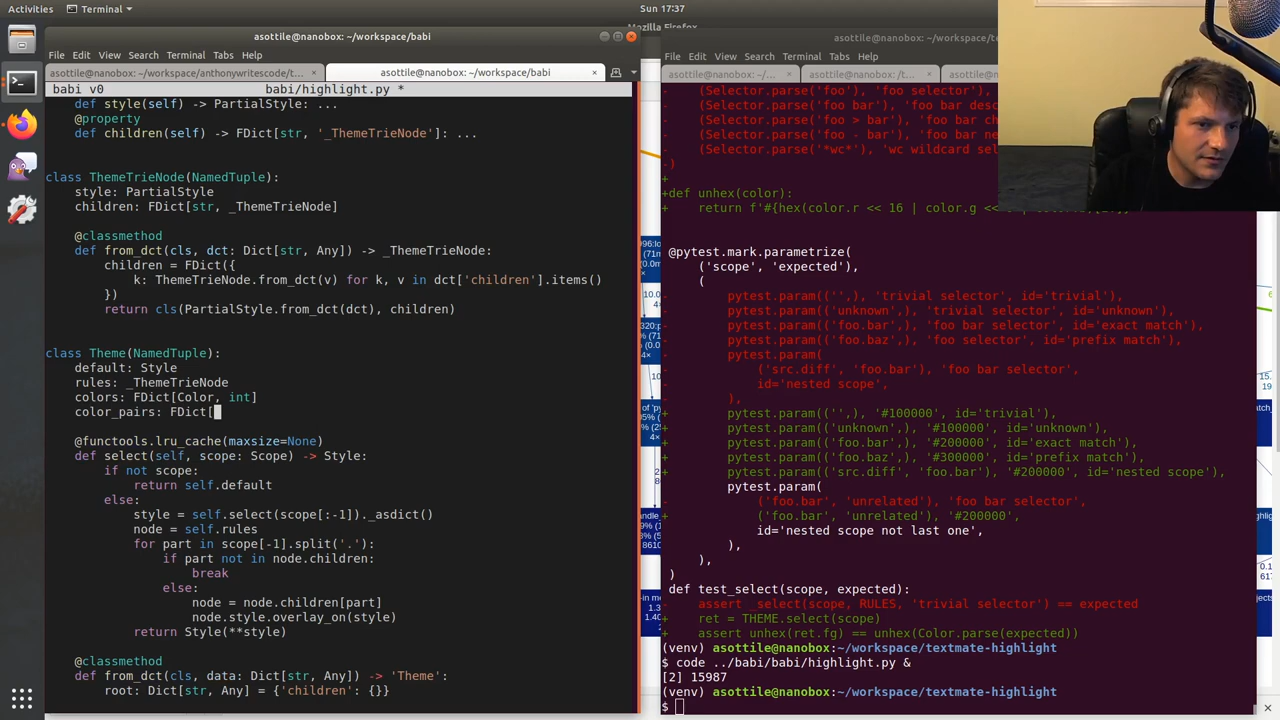 Activities
Terminal
Sun 17:37
Mozilla Firefox
asottile@nanobox: ~/workspace/babi
File Edit View Search Terminal Tabs Help
asottile@nanobox: ~/workspace/anthonywritescode/t...
asottile@nanobox: ~/workspace/babi
babi v0 babi/highlight.py *
def style(self) -> PartialStyle: ...
@property
def children(self) -> FDict[str, '_ThemeTrieNode']: ...
class ThemeTrieNode(NamedTuple):
style: PartialStyle
children: FDict[str, _ThemeTrieNode]
@classmethod
def from_dct(cls, dct: Dict[str, Any]) -> _ThemeTrieNode:
children = FDict({
k: ThemeTrieNode.from_dct(v) for k, v in dct['children'].items()
})
return cls(PartialStyle.from_dct(dct), children)
class Theme(NamedTuple):
default: Style
rules: _ThemeTrieNode
colors: FDict[Color, int]
color_pairs: FDict[
@functools.lru_cache(maxsize=None)
def select(self, scope: Scope) -> Style:
if not scope:
return self.default
else:
style = self.select(scope[:-1])._asdict()
node = self.rules
for part in scope[-1].split('.'):
if part not in node.children:
break
else:
node = node.children[part]
node.style.overlay_on(style)
return Style(**style)
@classmethod
def from_dct(cls, data: Dict[str, Any]) -> 'Theme':
root: Dict[str, Any] = {'children': {}}
asottile@nanobox: ~/workspace/te
File Edit View Search Terminal Tabs Help
asottile@nanobox: ~/...
asottile@nanobox: /t...
asottile@nanobox:
- (Selector.parse('foo'), 'foo selector'
- (Selector.parse('foo bar'), 'foo bar desc
- (Selector.parse('foo > bar'), 'foo bar ch
- (Selector.parse('foo - bar'), 'foo bar ne
- (Selector.parse('*wc*'), 'wc wildcard sel
- )
+
+def unhex(color):
+ return f'#{hex(color.r << 16 | color.g <<
@pytest.mark.parametrize(
('scope', 'expected'),
(
- pytest.param(('',), 'trivial selector', id='trivial'),
- pytest.param(('unknown',), 'trivial selector', id='unknown'),
- pytest.param(('foo.bar',), 'foo bar selector', id='exact match'),
- pytest.param(('foo.baz',), 'foo selector', id='prefix match'),
- pytest.param(
- ('src.diff', 'foo.bar'), 'foo bar selector',
- id='nested scope',
- ),
+ pytest.param(('',), '#100000', id='trivial'),
+ pytest.param(('unknown',), '#100000', id='unknown'),
+ pytest.param(('foo.bar',), '#200000', id='exact match'),
+ pytest.param(('foo.baz',), '#300000', id='prefix match'),
+ pytest.param(('src.diff', 'foo.bar'), '#200000', id='nested scope'),
pytest.param(
- ('foo.bar', 'unrelated'), 'foo bar selector',
+ ('foo.bar', 'unrelated'), '#200000',
id='nested scope not last one',
),
),
)
def test_select(scope, expected):
- assert _select(scope, RULES, 'trivial selector') == expected
+ ret = THEME.select(scope)
+ assert unhex(ret.fg) == unhex(Color.parse(expected))
(venv) asottile@nanobox:~/workspace/textmate-highlight
$ code ../babi/babi/highlight.py &
[2] 15987
(venv) asottile@nanobox:~/workspace/textmate-highlight
$